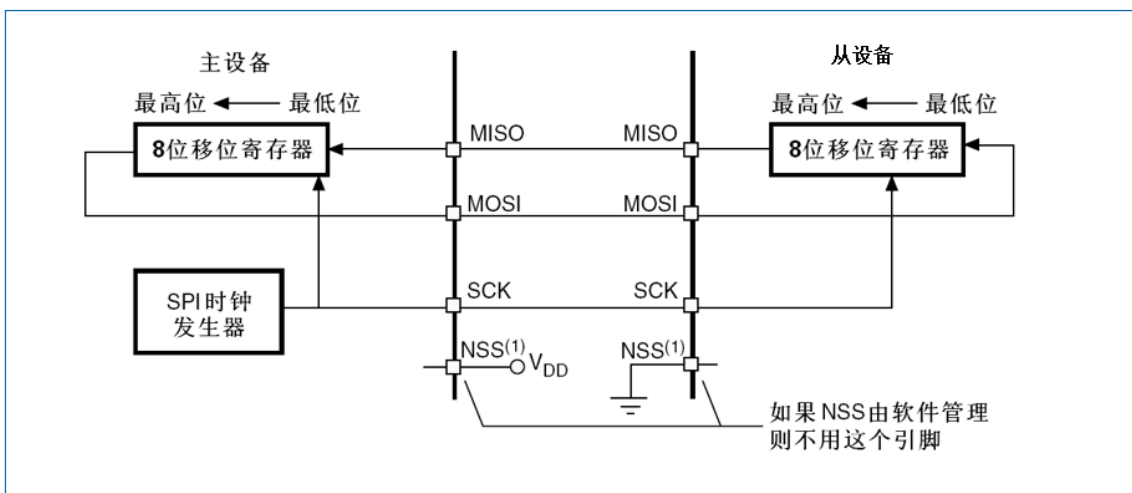 主设备
从设备
最高位 最低位
最高位 最低位
8位移位寄存器
MISO
MISO
8位移位寄存器
MOSI
MOSI
SPI时钟
发生器
SCK
SCK
NSS(1)
VDD
NSS(1)
如果NSS由软件管理
则不用这个引脚